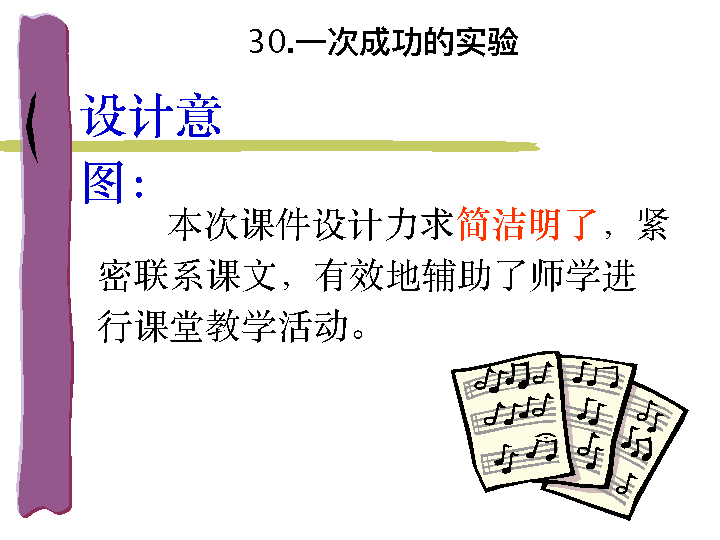 30.一次成功的实验
设计意
图：
本次课件设计力求简洁明了，紧
密联系课文，有效地辅助了师学进
行课堂教学活动。